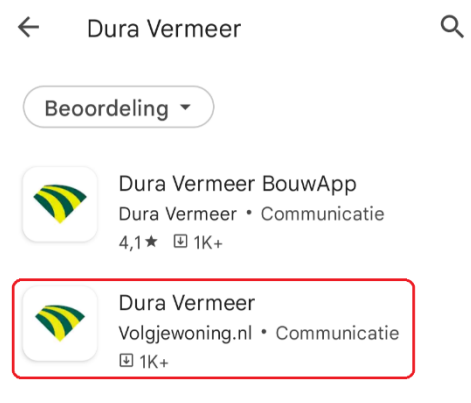 Dura Vermeer
Beoordeling
Dura Vermeer BouwApp
Dura Vermeer • Communicatie
4,1★ 1K+
Dura Vermeer
Volgjewoning.nl • Communicatie
1K+